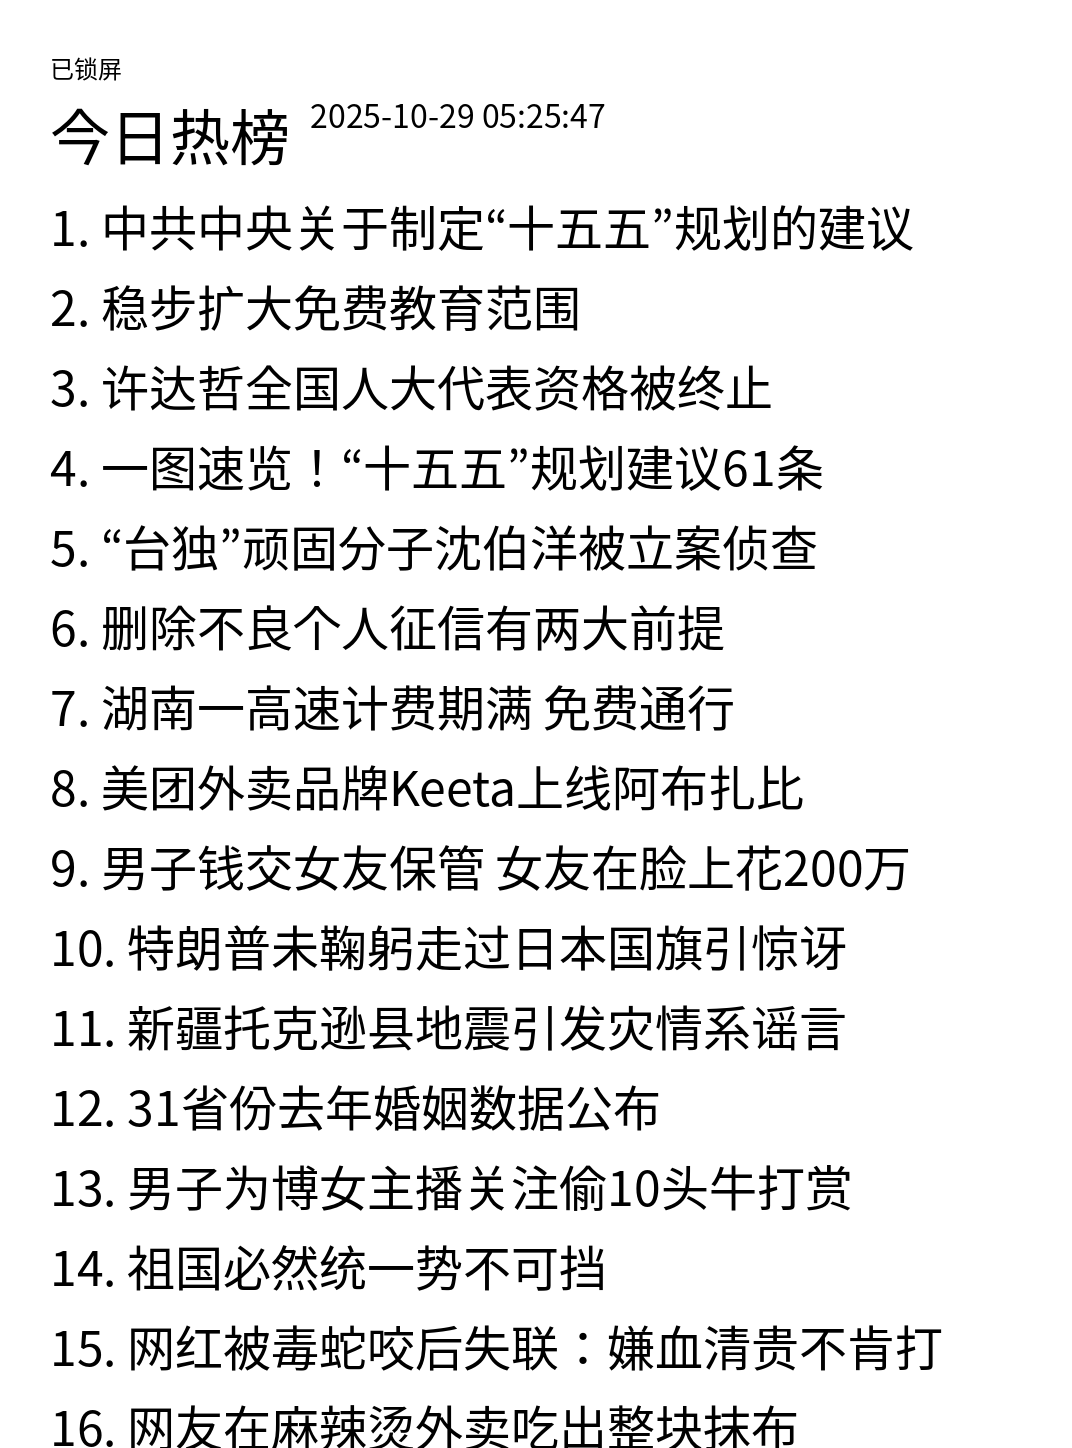 已锁屏
今日热榜 2025-10-29 05:25:47
1. 中共中央关于制定“十五五”规划的建议
2. 稳步扩大免费教育范围
3. 许达哲全国人大代表资格被终止
4. 一图速览！“十五五”规划建议61条
5. “台独”顽固分子沈伯洋被立案侦查
6. 删除不良个人征信有两大前提
7. 湖南一高速计费期满 免费通行
8. 美团外卖品牌Keeta上线阿布扎比
9. 男子钱交女友保管 女友在脸上花200万
10. 特朗普未鞠躬走过日本国旗引惊讶
11. 新疆托克逊县地震引发灾情系谣言
12. 31省份去年婚姻数据公布
13. 男子为博女主播关注偷10头牛打赏
14. 祖国必然统一势不可挡
15. 网红被毒蛇咬后失联：嫌血清贵不肯打
16. 网友在麻辣烫外卖吃出整块抹布